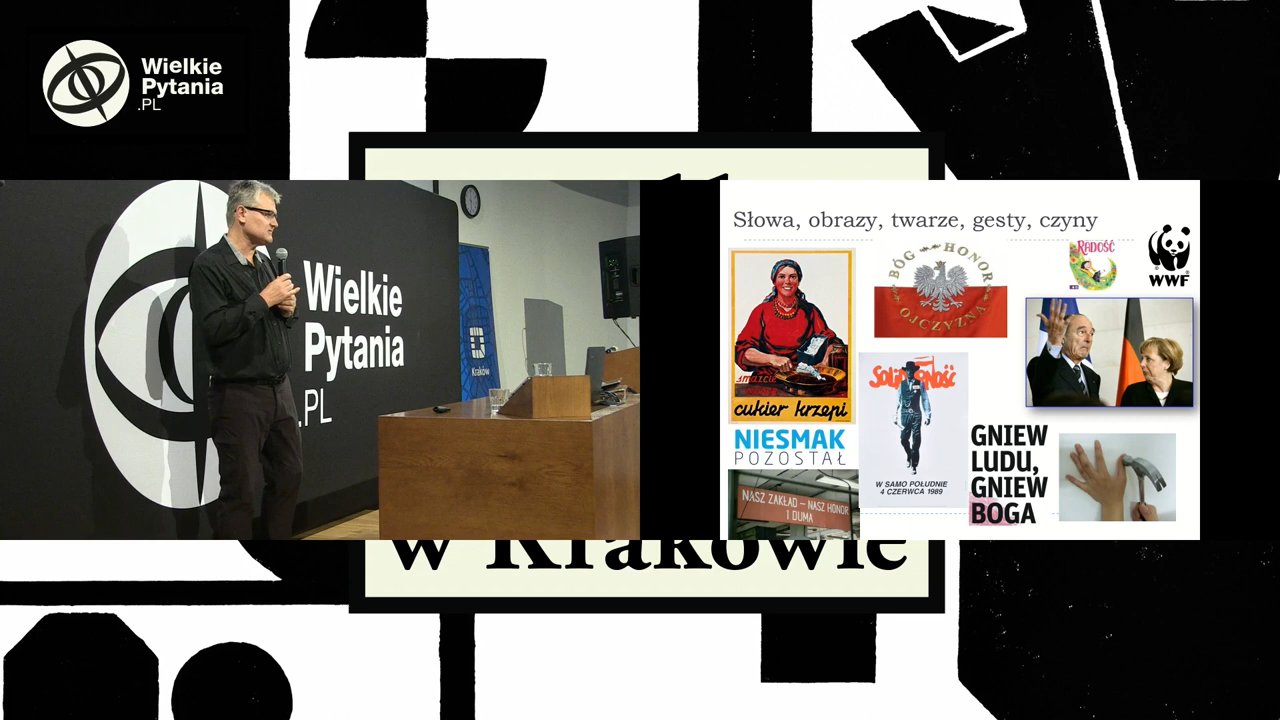 Wielkie
Pytania
.PL
Wielkie
Pytania
.PL
Kraków
w Krakowie
Słowa, obrazy, twarze, gesty, czyny
cukier krzepi
NIESMAK
POZOSTAŁ
NASZ ZAKŁAD – NASZ HONOR
I DUMA
BÓG HONOR
OJCZYZNA
SOLIDARNOŚĆ
W SAMO POŁUDNIE
4 CZERWCA 1989
RADOŚĆ
WWF
GNIEW
LUDU,
GNIEW
BOGA